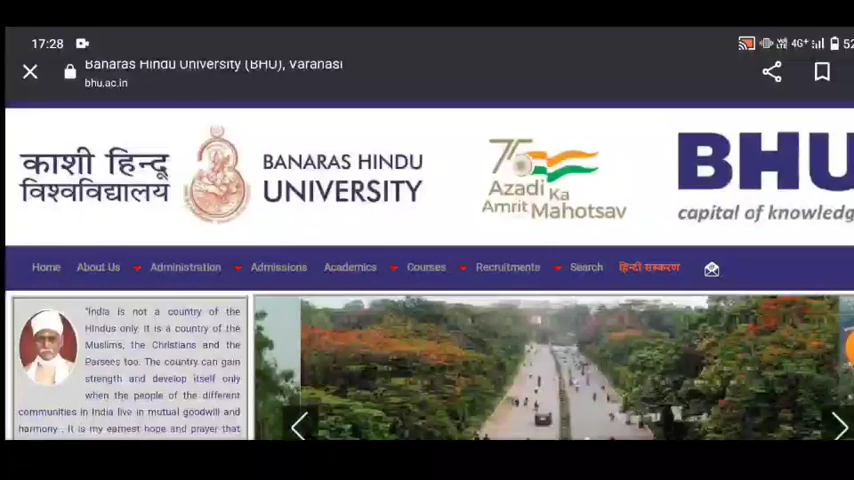 17:28
4G+
52
Banaras Hindu University (BHU), Varanasi
bhu.ac.in
काशी हिन्दू
विश्वविद्यालय
BANARAS HINDU
UNIVERSITY
75
Azadi Ka
Amrit Mahotsav
BHU
capital of knowledg
Home About Us Administration Admissions Academics Courses Recruitments Search हिन्दी संस्करण
"India is not a country of the
Hindus only. It is a country of the
Muslims, the Christians and the
Parsees too. The country can gain
strength and develop itself only
when the people of the different
communities in India live in mutual goodwill and
harmony . It is my earnest hope and prayer that